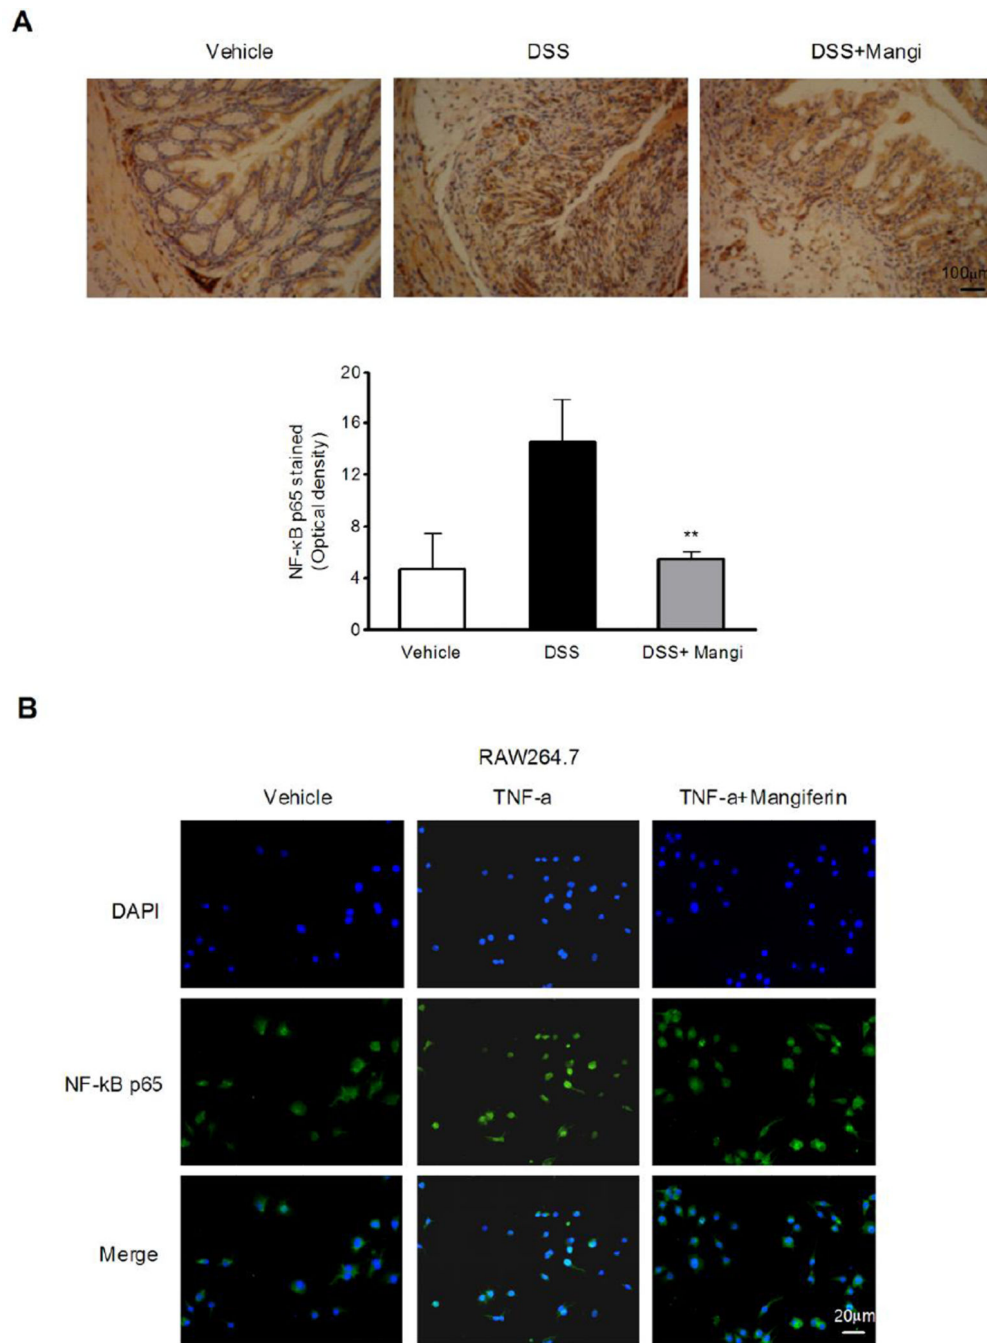 A
Vehicle
DSS
DSS+Mangi
100µm
20
16
12
8
4
0
NF-κB p65 stained
(Optical density)
**
Vehicle
DSS
DSS+ Mangi
B
RAW264.7
Vehicle
TNF-a
TNF-a+Mangiferin
DAPI
NF-kB p65
Merge
20µm